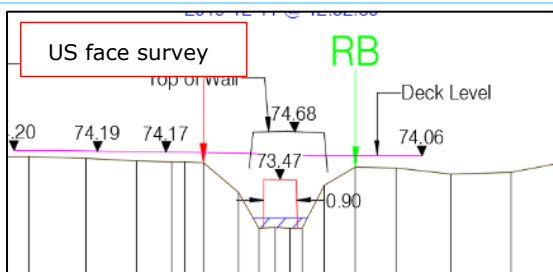 US face survey
RB
Top of Wall
74.68
Deck Level
.20
74.19
74.17
74.06
73.47
0.90